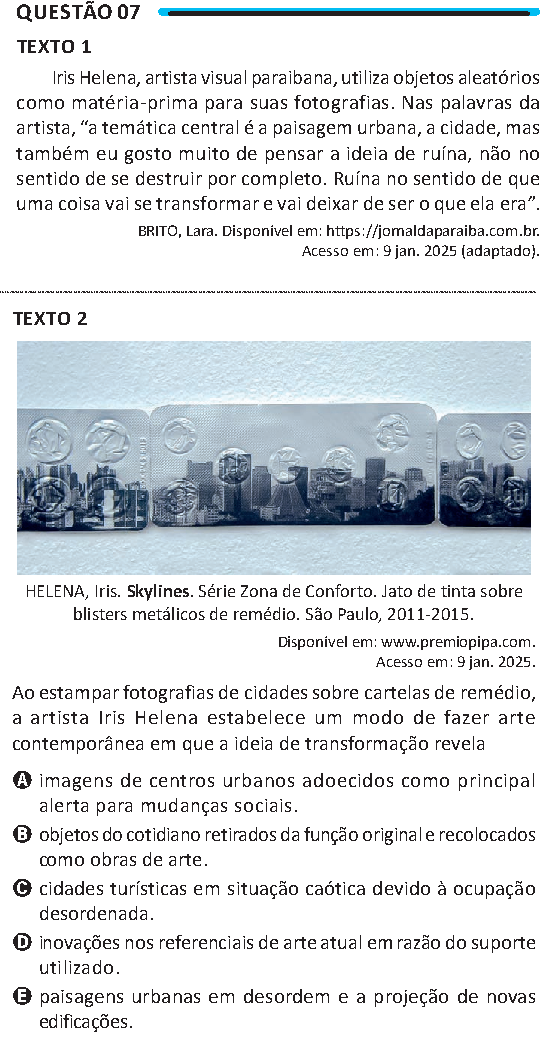 QUESTÃO 07
TEXTO 1
Iris Helena, artista visual paraibana, utiliza objetos aleatórios
como matéria-prima para suas fotografias. Nas palavras da
artista, “a temática central é a paisagem urbana, a cidade, mas
também eu gosto muito de pensar a ideia de ruína, não no
sentido de se destruir por completo. Ruína no sentido de que
uma coisa vai se transformar e vai deixar de ser o que ela era”.
BRITO, Lara. Disponível em: https://jornaldaparaiba.com.br.
Acesso em: 9 jan. 2025 (adaptado).
TEXTO 2
HELENA, Iris. Skylines. Série Zona de Conforto. Jato de tinta sobre
blisters metálicos de remédio. São Paulo, 2011-2015.
Disponível em: www.premiopipa.com.
Acesso em: 9 jan. 2025.
Ao estampar fotografias de cidades sobre cartelas de remédio,
a artista Iris Helena estabelece um modo de fazer arte
contemporânea em que a ideia de transformação revela
A imagens de centros urbanos adoecidos como principal
alerta para mudanças sociais.
B objetos do cotidiano retirados da função original e recolocados
como obras de arte.
C cidades turísticas em situação caótica devido à ocupação
desordenada.
D inovações nos referenciais de arte atual em razão do suporte
utilizado.
E paisagens urbanas em desordem e a projeção de novas
edificações.